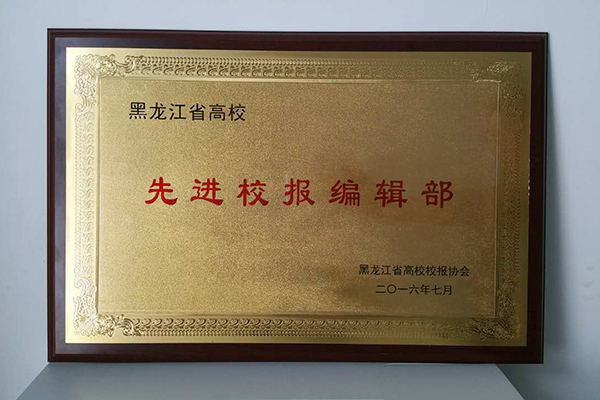 黑龙江省高校
先进校报编辑部
黑龙江省高校校报协会
二〇一六年七月